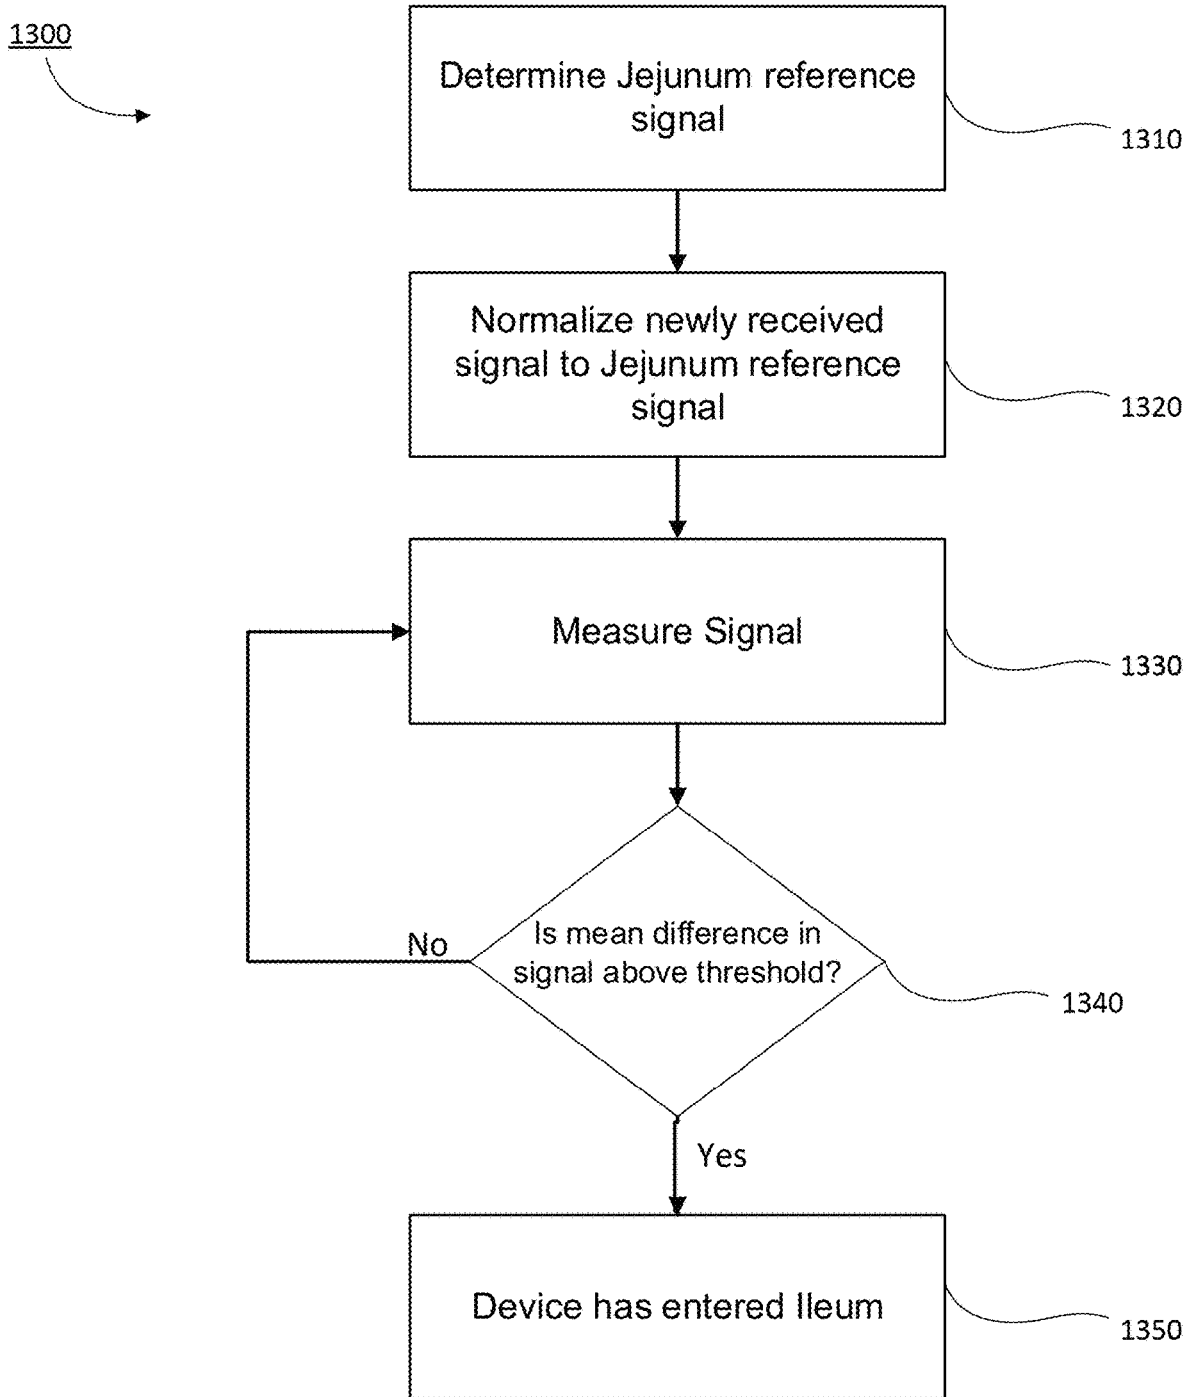 1300
Determine Jejunum reference
signal
1310
Normalize newly received
signal to Jejunum reference
signal
1320
Measure Signal
1330
Is mean difference in
signal above threshold?
No
1340
Yes
Device has entered Ileum
1350